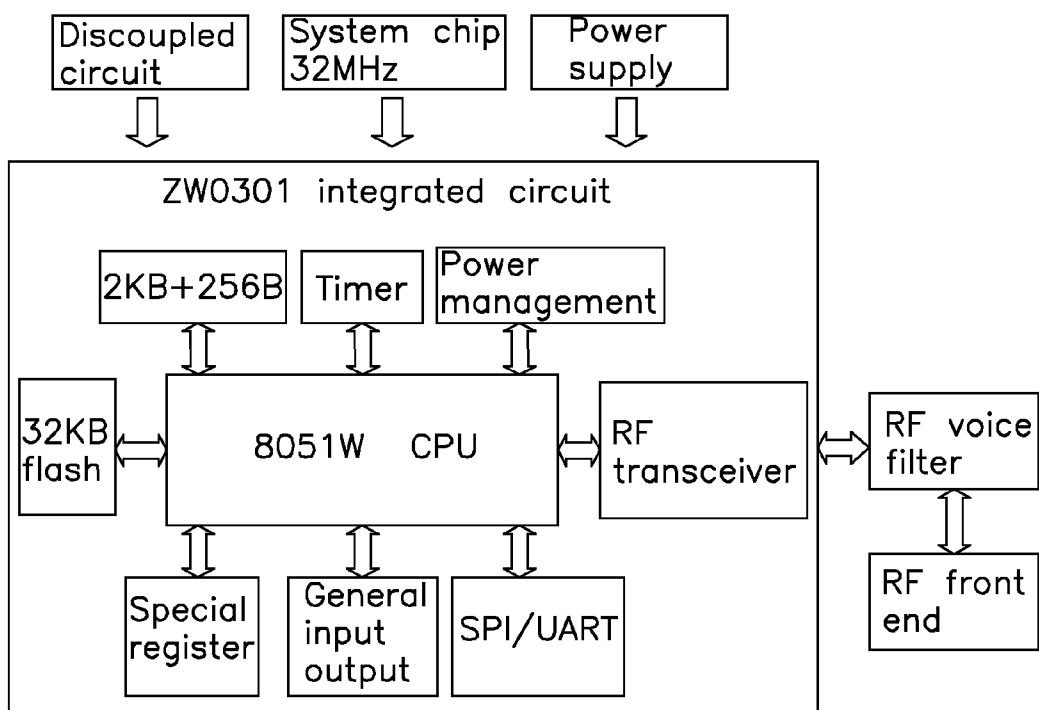 Discoupled
circuit
System chip
32MHz
Power
supply
ZW0301 integrated circuit
2KB+256B
Timer
Power
management
32KB
flash
8051W CPU
RF
transceiver
RF voice
filter
Special
register
General
input
output
SPI/UART
RF front
end